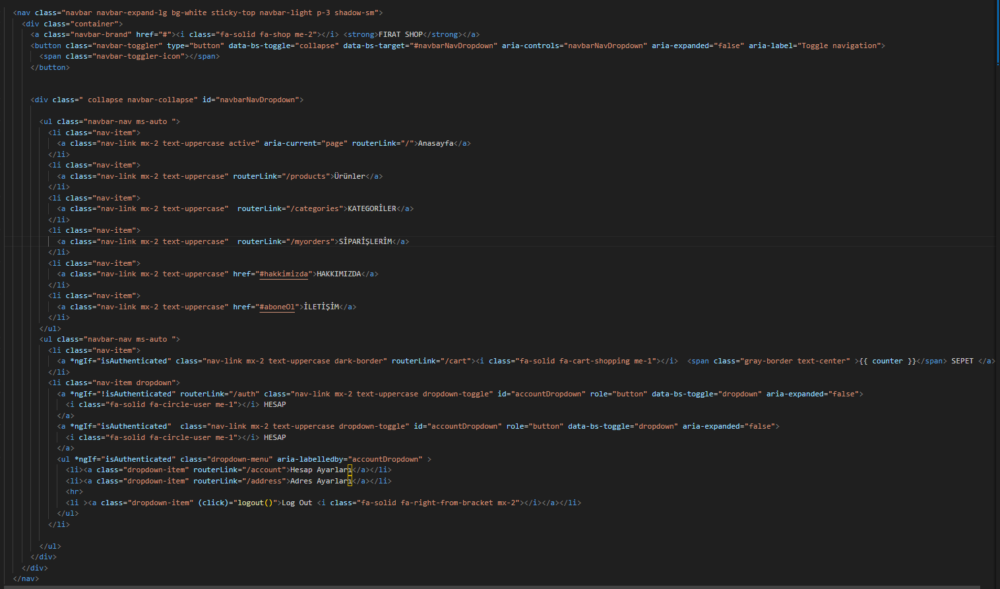 <nav class="navbar navbar-expand-lg bg-white sticky-top navbar-light p-3 shadow-sm">
<div class="container">
<a class="navbar-brand" href="#"><i class="fa-solid fa-shop me-2"></i> <strong>FIRAT SHOP</strong></a>
<button class="navbar-toggler" type="button" data-bs-toggle="collapse" data-bs-target="#navbarNavDropdown" aria-controls="navbarNavDropdown" aria-expanded="false" aria-label="Toggle navigation">
<span class="navbar-toggler-icon"></span>
</button>
<div class=" collapse navbar-collapse" id="navbarNavDropdown">
<ul class="navbar-nav ms-auto ">
<li class="nav-item">
<a class="nav-link mx-2 text-uppercase active" aria-current="page" routerLink="/">Anasayfa</a>
</li>
<li class="nav-item">
<a class="nav-link mx-2 text-uppercase" routerLink="/products">Ürünler</a>
</li>
<li class="nav-item">
<a class="nav-link mx-2 text-uppercase"  routerLink="/categories">KATEGORİLER</a>
</li>
<li class="nav-item">
<a class="nav-link mx-2 text-uppercase"  routerLink="/myorders">SİPARİŞLERİM</a>
</li>
<li class="nav-item">
<a class="nav-link mx-2 text-uppercase" href="#hakkimizda">HAKKIMIZDA</a>
</li>
<li class="nav-item">
<a class="nav-link mx-2 text-uppercase" href="#aboneOl">İLETİŞİM</a>
</li>
</ul>
<ul class="navbar-nav ms-auto ">
<li class="nav-item">
<a *ngIf="isAuthenticated" class="nav-link mx-2 text-uppercase dark-border" routerLink="/cart"><i class="fa-solid fa-cart-shopping me-1"></i>  <span class="gray-border text-center" >{{ counter }}</span> SEPET </a>
</li>
<li class="nav-item dropdown">
<a *ngIf="!isAuthenticated" routerLink="/auth" class="nav-link mx-2 text-uppercase dropdown-toggle" id="accountDropdown" role="button" data-bs-toggle="dropdown" aria-expanded="false">
<i class="fa-solid fa-circle-user me-1"></i> HESAP
</a>
<a *ngIf="isAuthenticated"  class="nav-link mx-2 text-uppercase dropdown-toggle" id="accountDropdown" role="button" data-bs-toggle="dropdown" aria-expanded="false">
<i class="fa-solid fa-circle-user me-1"></i> HESAP
</a>
<ul *ngIf="isAuthenticated" class="dropdown-menu" aria-labelledby="accountDropdown" >
<li><a class="dropdown-item" routerLink="/account">Hesap Ayarları</a></li>
<li><a class="dropdown-item" routerLink="/address">Adres Ayarları</a></li>
<hr>
<li ><a class="dropdown-item" (click)="logout()">Log Out <i class="fa-solid fa-right-from-bracket mx-2"></i></a></li>
</ul>
</li>
</ul>
</div>
</div>
</nav>